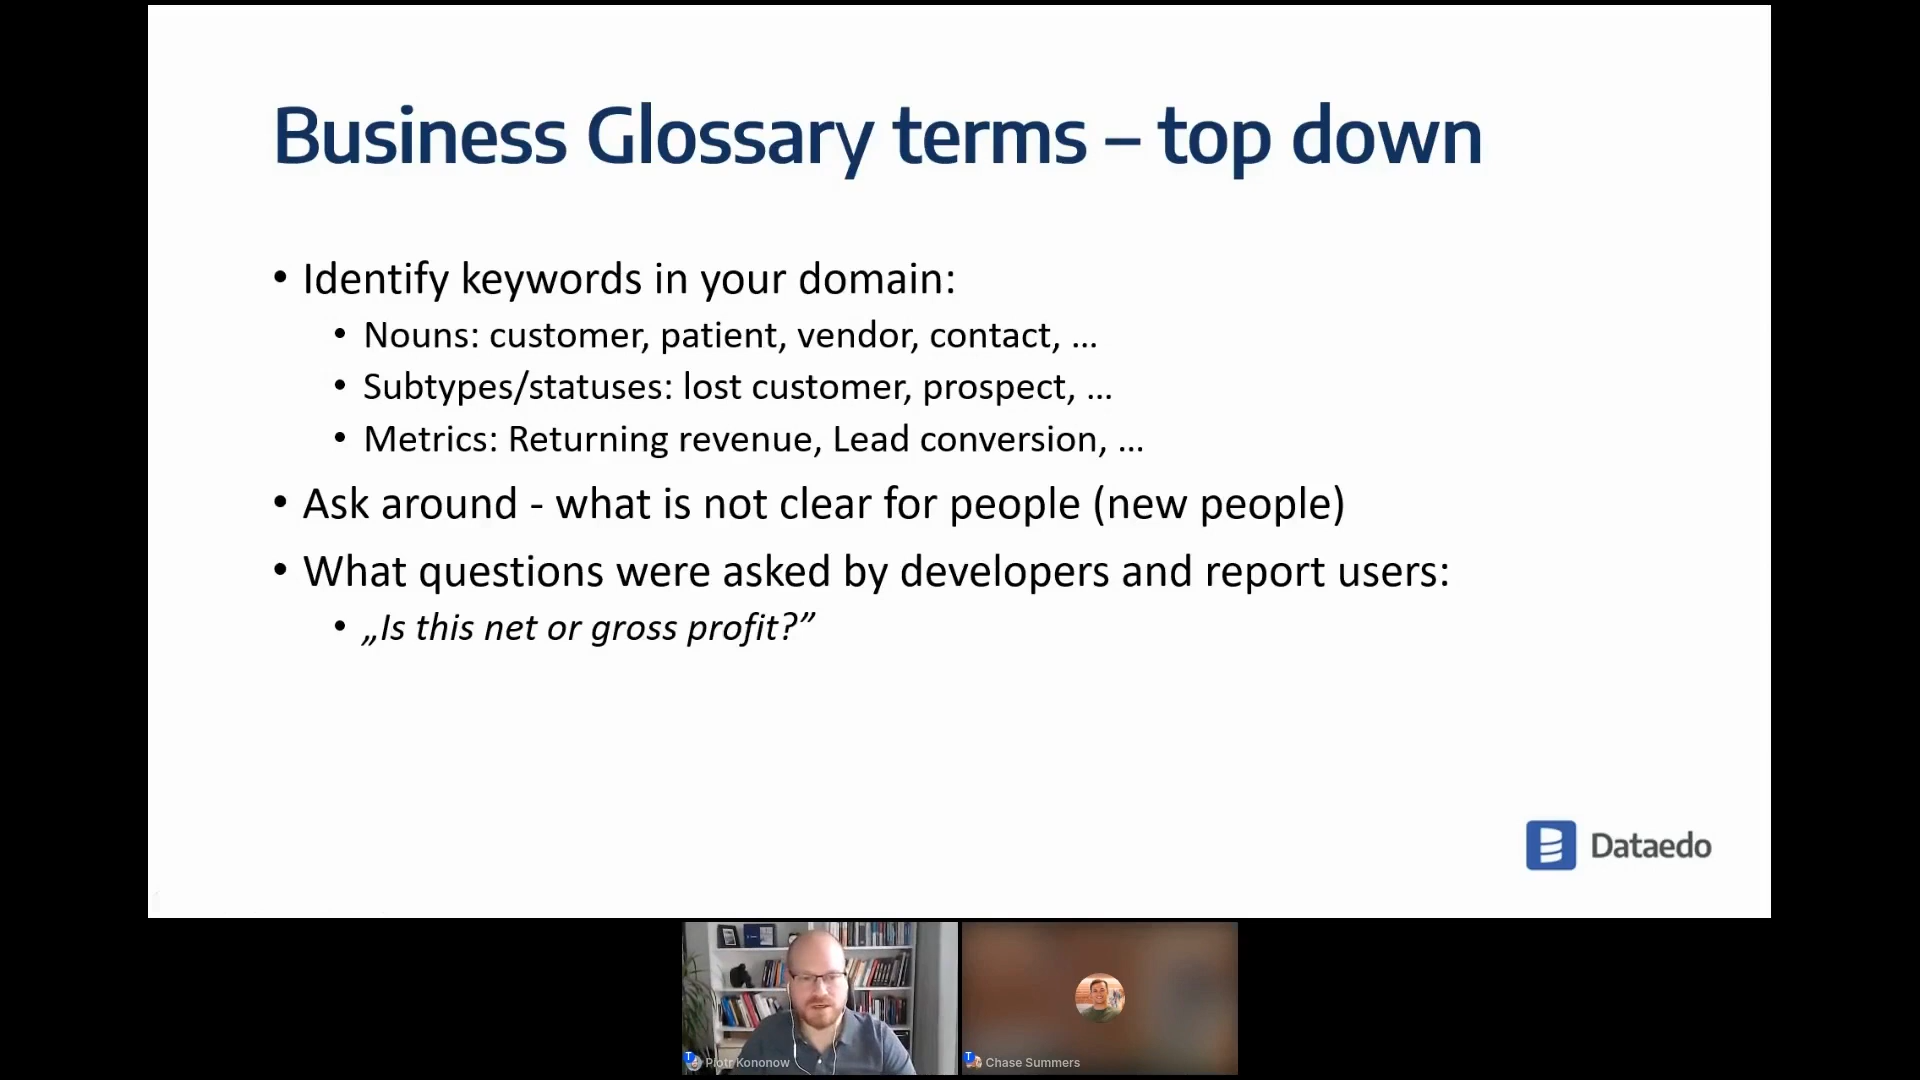 Business Glossary terms – top down
• Identify keywords in your domain:
• Nouns: customer, patient, vendor, contact, …
• Subtypes/statuses: lost customer, prospect, …
• Metrics: Returning revenue, Lead conversion, …
• Ask around - what is not clear for people (new people)
• What questions were asked by developers and report users:
• „Is this net or gross profit?”
Dataedo
T Piotr Kononow
T Chase Summers